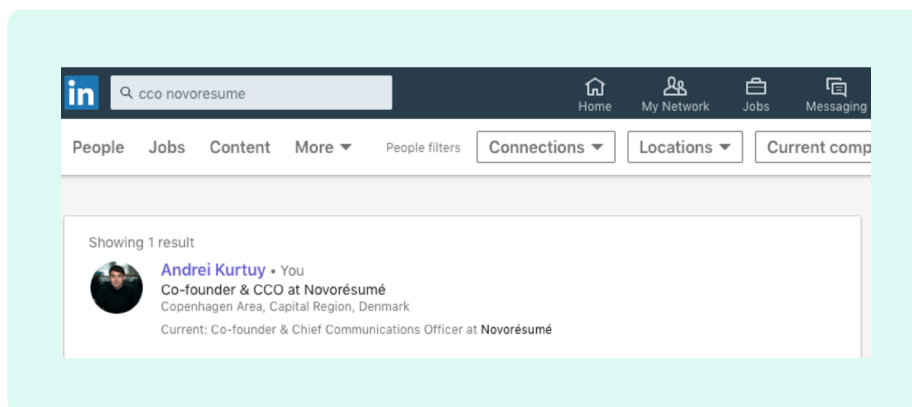 in cco novoresume
Home My Network Jobs Messaging
People Jobs Content More People filters Connections Locations Current comp
Showing 1 result
Andrei Kurtuy • You
Co-founder & CCO at Novorésumé
Copenhagen Area, Capital Region, Denmark
Current: Co-founder & Chief Communications Officer at Novorésumé